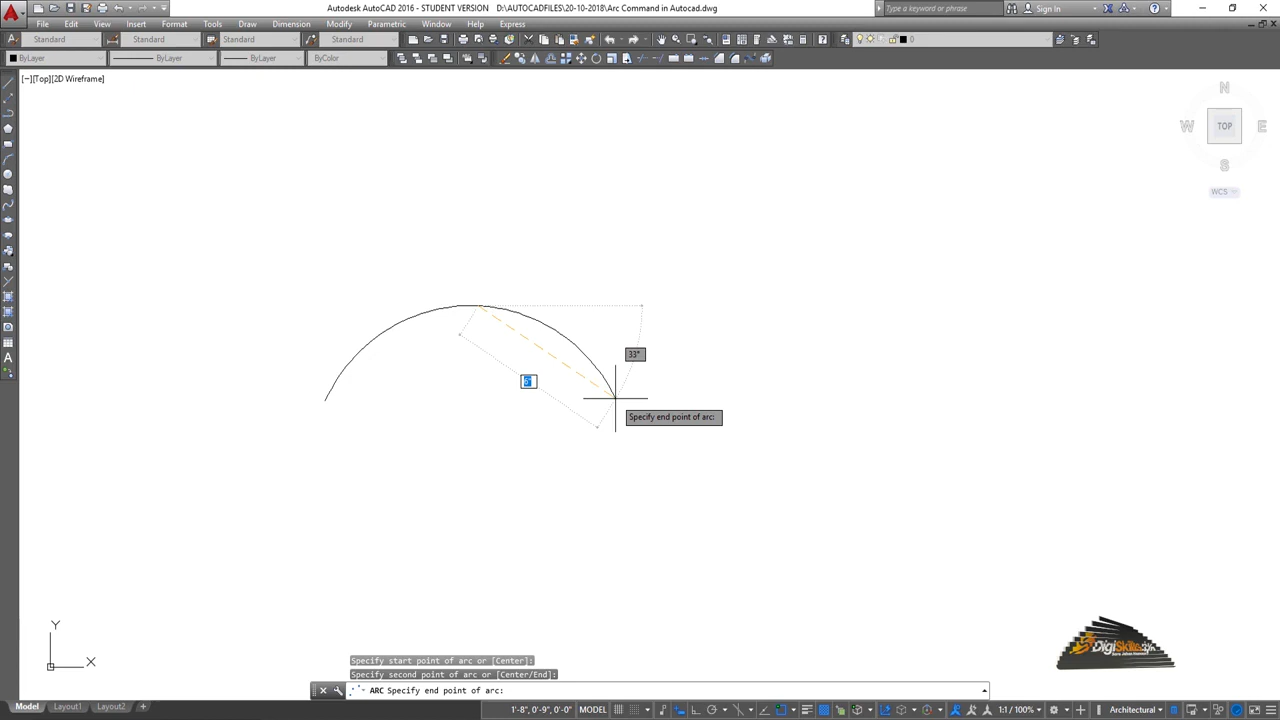 Autodesk AutoCAD 2016 - STUDENT VERSION D:\AUTOCADFILES\20-10-2018\Arc Command in Autocad.dwg
Type a keyword or phrase
Sign In
File Edit View Insert Format Tools Draw Dimension Modify Parametric Window Help Express
Standard Standard Standard Standard
0
ByLayer ByLayer ByLayer ByColor
[−][Top][2D Wireframe]
N
W TOP E
S
WCS
33°
Specify end point of arc:
Y
X
DigiSkills
Specify start point of arc or [Center]:
Specify second point of arc or [Center/End]:
ARC Specify end point of arc:
Model Layout1 Layout2 +
1'-8", 0'-9", 0'-0" MODEL
1:1 / 100%
Architectural
A